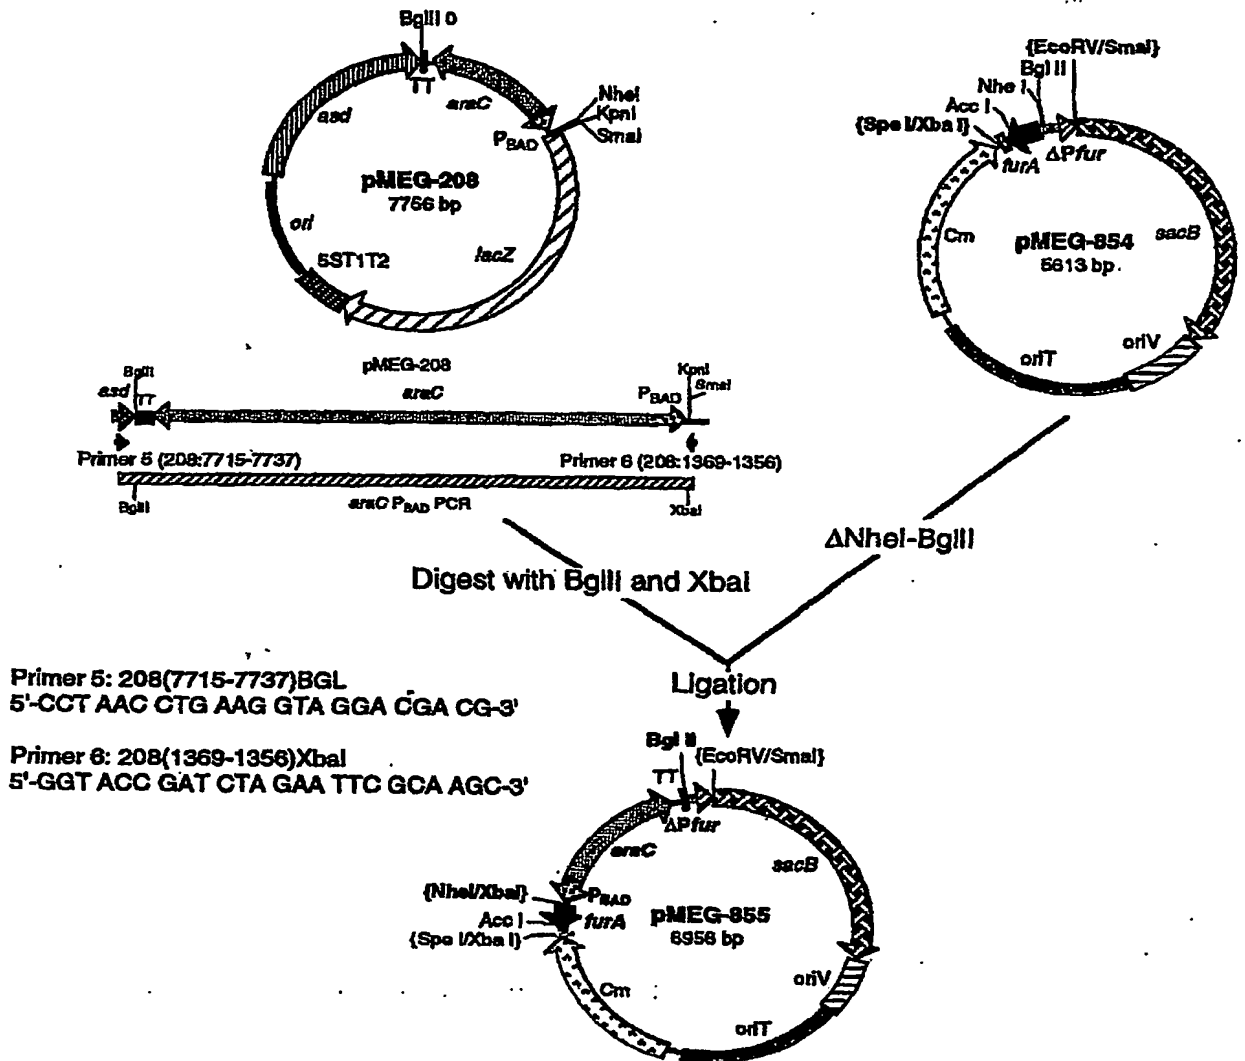 BglII 0
TT
araC
NheI
KpnI
SmaI
PBAD
asd
pMEG-208
7756 bp
ori
5ST1T2
lacZ
{EcoRV/SmaI}
Bgl II
Nhe I
Acc I
{Spe I/Xba I}
furA
ΔPfur
Cm
pMEG-854
5613 bp.
sacB
oriT
oriV
pMEG-208
BglII
asd
TT
araC
PBAD
KpnI
SmaI
Primer 5 (208:7715-7737)
Primer 6 (208:1369-1356)
BglII
araC PBAD PCR
XbaI
ΔNheI-BglII
Digest with BglII and XbaI
Ligation
Primer 5: 208(7715-7737)BGL
5'-CCT AAC CTG AAG GTA GGA CGA CG-3'
Primer 6: 208(1369-1356)XbaI
5'-GGT ACC GAT CTA GAA TTC GCA AGC-3'
Bgl II
{EcoRV/SmaI}
TT
ΔPfur
araC
sacB
{NheI/XbaI}
PBAD
Acc I
furA
{Spe I/Xba I}
pMEG-855
6956 bp
Cm
oriV
oriT